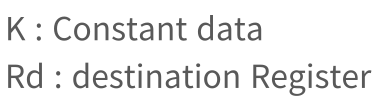 K : Constant data
Rd : destination Register